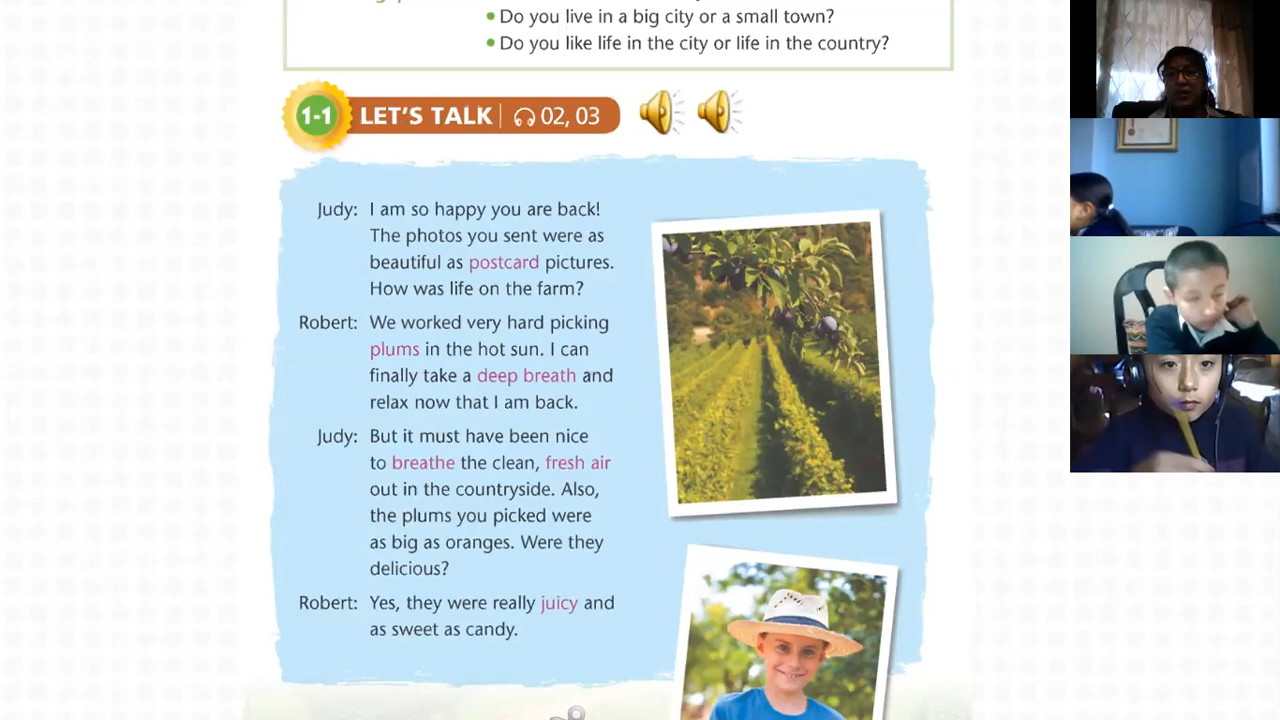 • Do you live in a big city or a small town?
• Do you like life in the city or life in the country?
1-1 LET'S TALK | 02, 03
Judy: I am so happy you are back!
The photos you sent were as
beautiful as postcard pictures.
How was life on the farm?
Robert: We worked very hard picking
plums in the hot sun. I can
finally take a deep breath and
relax now that I am back.
Judy: But it must have been nice
to breathe the clean, fresh air
out in the countryside. Also,
the plums you picked were
as big as oranges. Were they
delicious?
Robert: Yes, they were really juicy and
as sweet as candy.